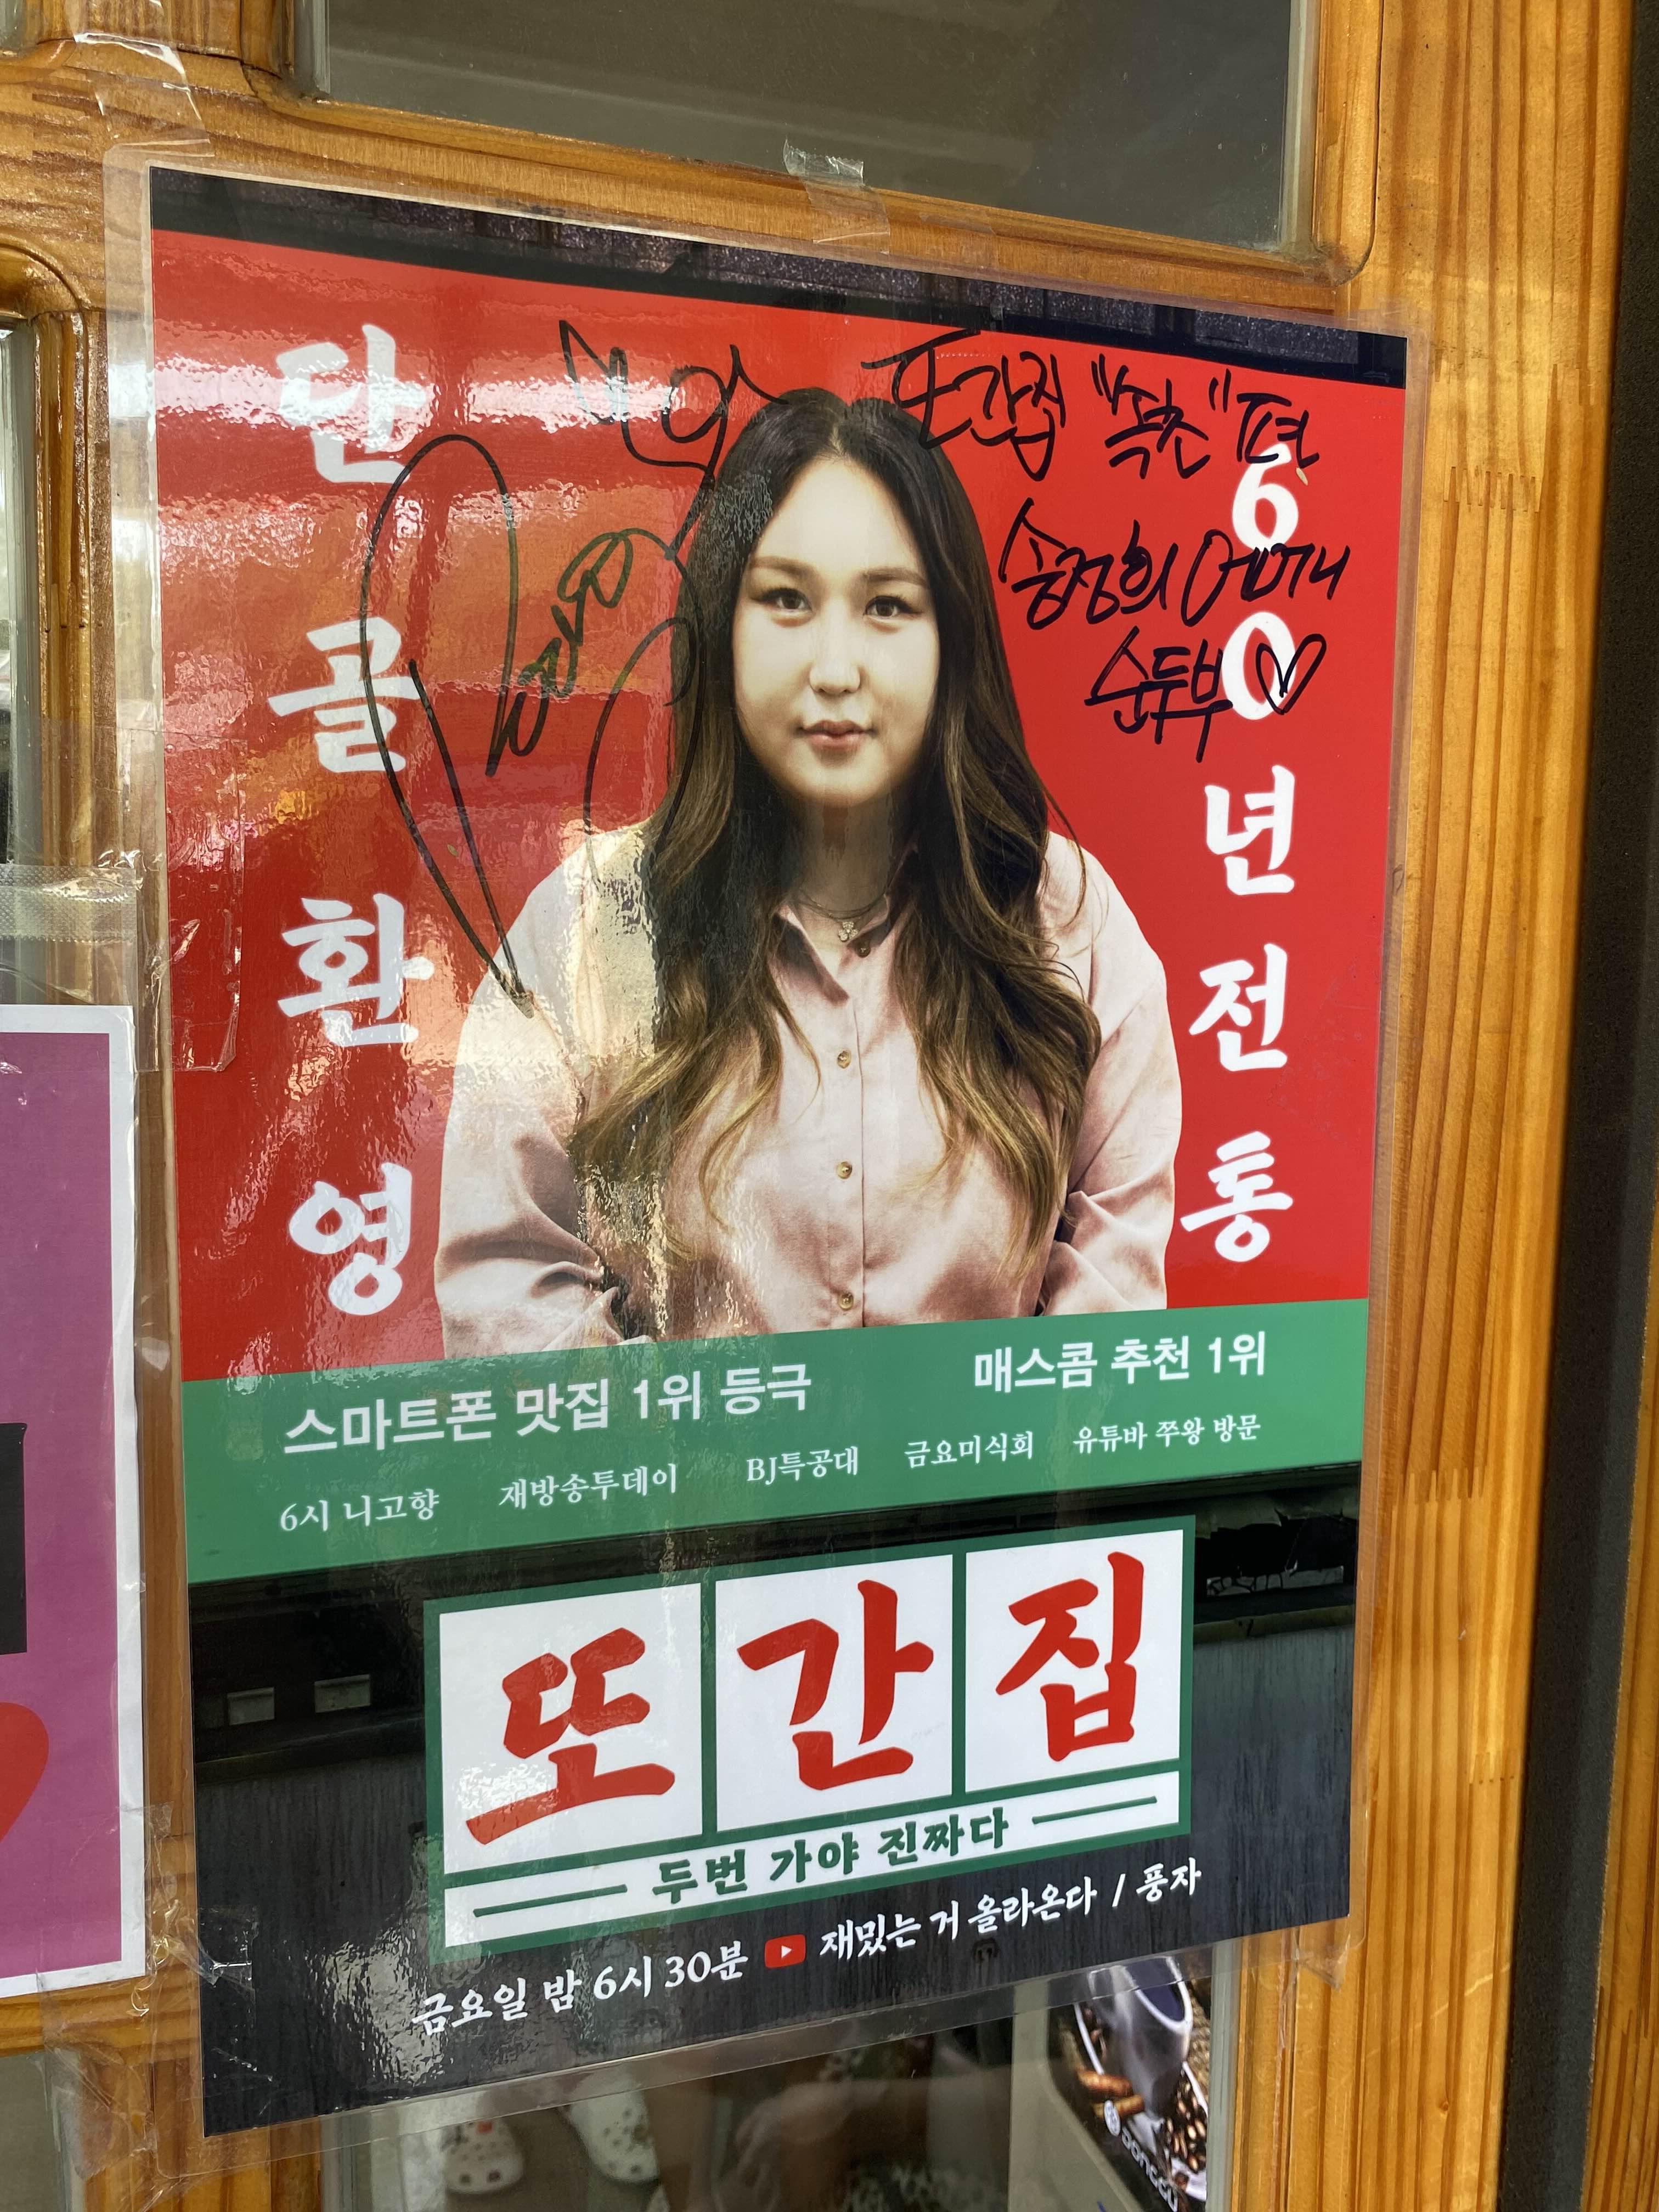 단골환영
또간집 "속초"편
송정희 할머니
순두부♡
60년전통
스마트폰 맛집 1위 등극
매스콤 추천 1위
6시 니고향 재방송투데이 BJ특공대 금요미식회 유튜바 쭈왕 방문
또간집
두번 가야 진짜다
금요일 밤 6시 30분 재밌는 거 올라온다 / 풍자